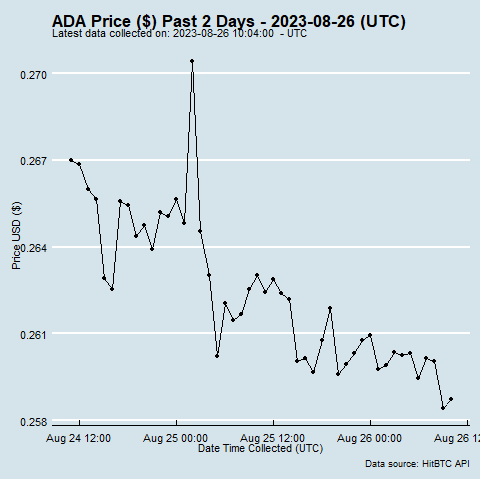 ADA Price ($) Past 2 Days - 2023-08-26 (UTC)
Latest data collected on: 2023-08-26 10:04:00 - UTC
0.270
0.267
0.264
0.261
0.258
Price USD ($)
Aug 24 12:00 Aug 25 00:00 Aug 25 12:00 Aug 26 00:00 Aug 26 12
Date Time Collected (UTC)
Data source: HitBTC API